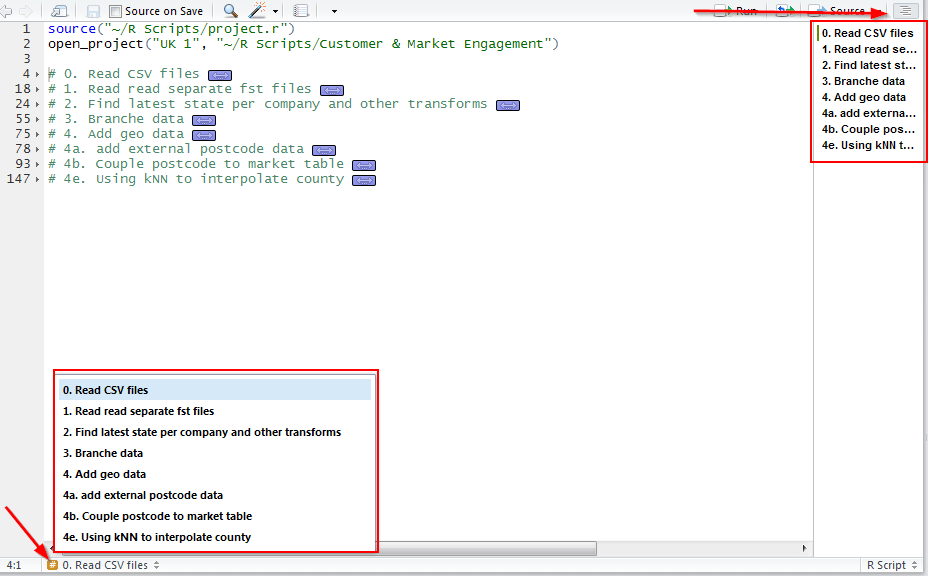 Source on Save
Run
Source
1 source("~/R Scripts/project.r")
2 open_project("UK 1", "~/R Scripts/Customer & Market Engagement")
3
4 # 0. Read CSV files
18 # 1. Read read separate fst files
24 # 2. Find latest state per company and other transforms
55 # 3. Branche data
75 # 4. Add geo data
78 # 4a. add external postcode data
93 # 4b. Couple postcode to market table
147 # 4e. Using kNN to interpolate county
0. Read CSV files
1. Read read se...
2. Find latest st...
3. Branche data
4. Add geo data
4a. add externa...
4b. Couple pos...
4e. Using kNN t...
0. Read CSV files
1. Read read separate fst files
2. Find latest state per company and other transforms
3. Branche data
4. Add geo data
4a. add external postcode data
4b. Couple postcode to market table
4e. Using kNN to interpolate county
4:1 # 0. Read CSV files
R Script